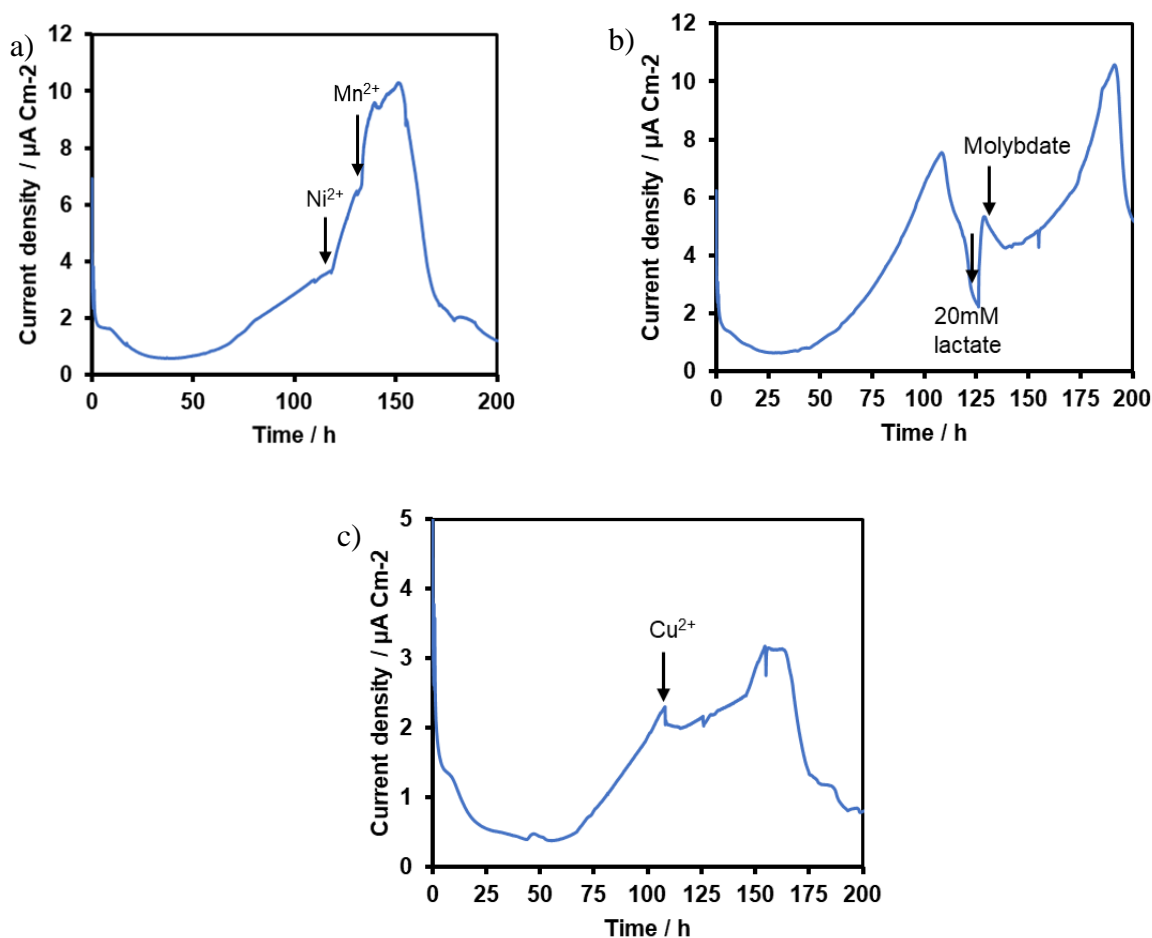 a)
Current density / µA Cm-2
12
10
8
6
4
2
0
Mn²⁺
Ni²⁺
0 50 100 150 200
Time / h
b)
Current density / µA Cm-2
12
10
8
6
4
2
0
Molybdate
20mM
lactate
0 25 50 75 100 125 150 175 200
Time / h
c)
Current density / µA Cm-2
5
4
3
2
1
0
Cu²⁺
0 25 50 75 100 125 150 175 200
Time / h